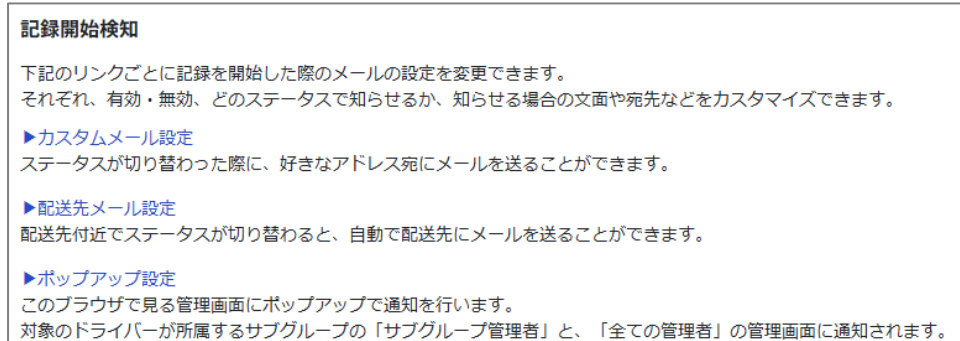 記録開始検知
下記のリンクごとに記録を開始した際のメールの設定を変更できます。
それぞれ、有効・無効、どのステータスで知らせるか、知らせる場合の文面や宛先などをカスタマイズできます。
▶カスタムメール設定
ステータスが切り替わった際に、好きなアドレス宛にメールを送ることができます。
▶配送先メール設定
配送先付近でステータスが切り替わると、自動で配送先にメールを送ることができます。
▶ポップアップ設定
このブラウザで見る管理画面にポップアップで通知を行います。
対象のドライバーが所属するサブグループの「サブグループ管理者」と、「全ての管理者」の管理画面に通知されます。